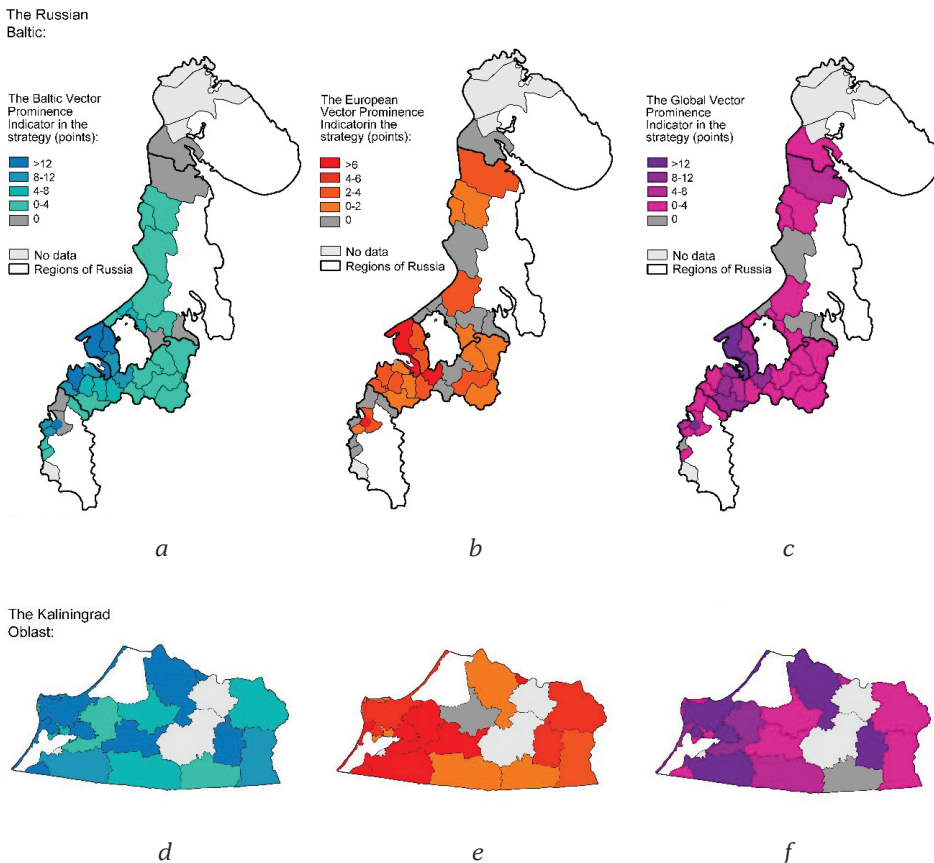 The Russian
Baltic:
The Baltic Vector
Prominence
Indicator in the
strategy (points):
>12
8-12
4-8
0-4
0
No data
Regions of Russia
The European
Vector Prominence
Indicatorin the
strategy (points):
>6
4-6
2-4
0-2
0
No data
Regions of Russia
The Global Vector
Prominence
Indicator in the
strategy (points)
>12
8-12
4-8
0-4
0
No data
Regions of Russia
a
b
c
The Kaliningrad
Oblast:
d
e
f